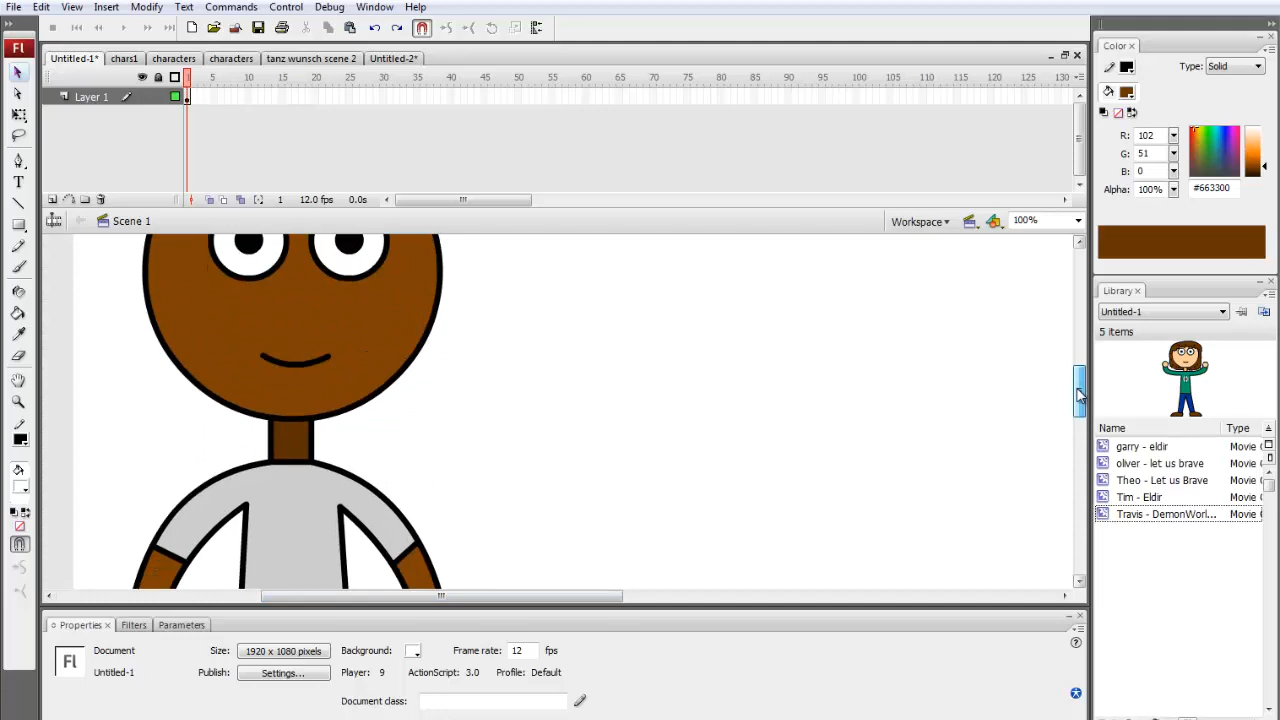 File Edit View Insert Modify Text Commands Control Debug Window Help
Fl
Untitled-1* chars1 characters characters tanz wunsch scene 2 Untitled-2*
1 5 10 15 20 25 30 35 40 45 50 55 60 65 70 75 80 85 90 95 100 105 110 115 120 125 130
Layer 1
1 12.0 fps 0.0s
Scene 1 Workspace 100%
Color
Type: Solid
R: 102
G: 51
B: 0
Alpha: 100% #663300
Library
Untitled-1
5 items
Name Type
garry - eldir Movie
oliver - let us brave Movie
Theo - Let us Brave Movie
Tim - Eldir Movie
Travis - DemonWorl... Movie
Properties Filters Parameters
Fl Document Size: 1920 x 1080 pixels Background: Frame rate: 12 fps
Untitled-1 Publish: Settings... Player: 9 ActionScript: 3.0 Profile: Default
Document class: